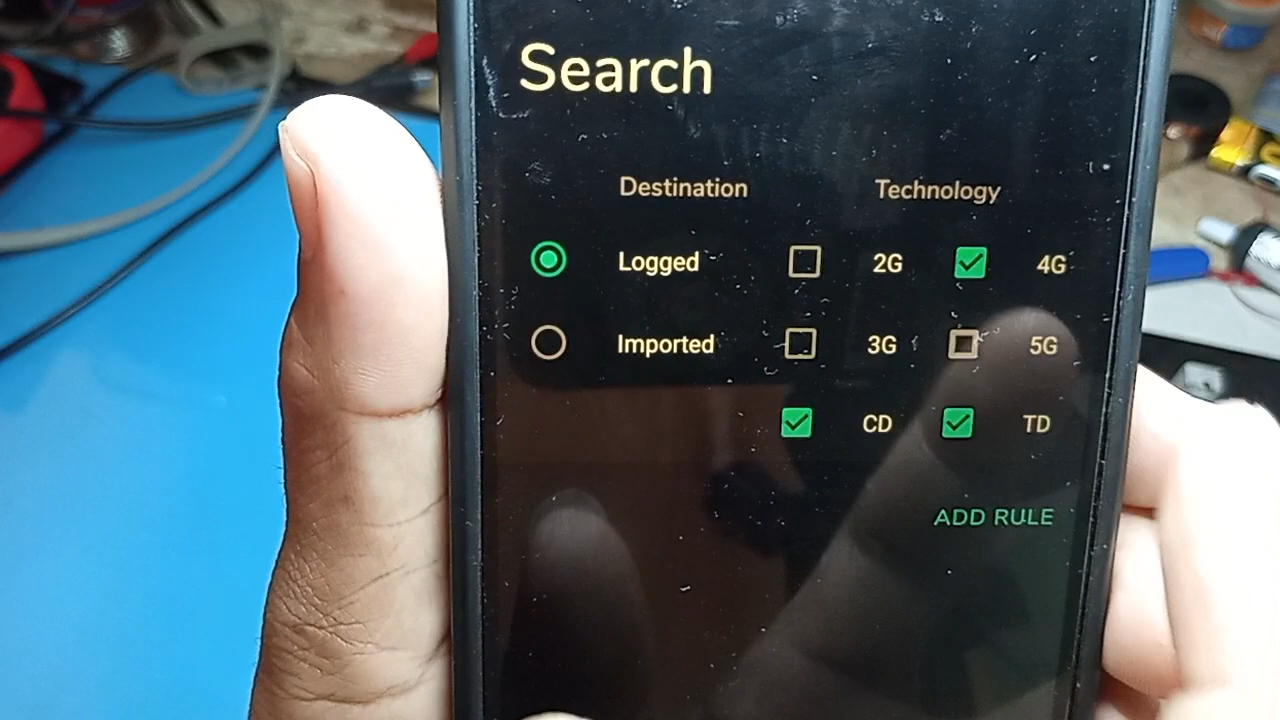 Search
Destination Technology
Logged 2G 4G
Imported 3G 5G
CD TD
ADD RULE